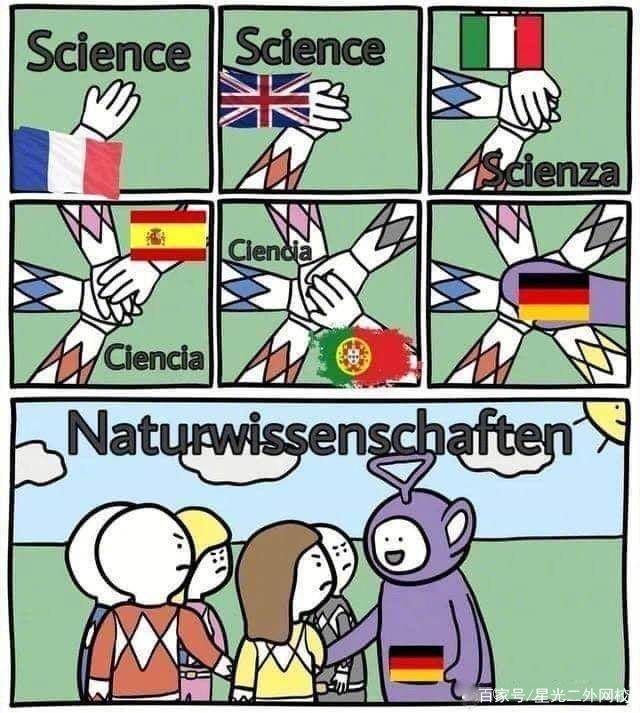 Science
Science
Scienza
Ciencia
Ciencia
Naturwissenschaften
百家号/星光二外网校